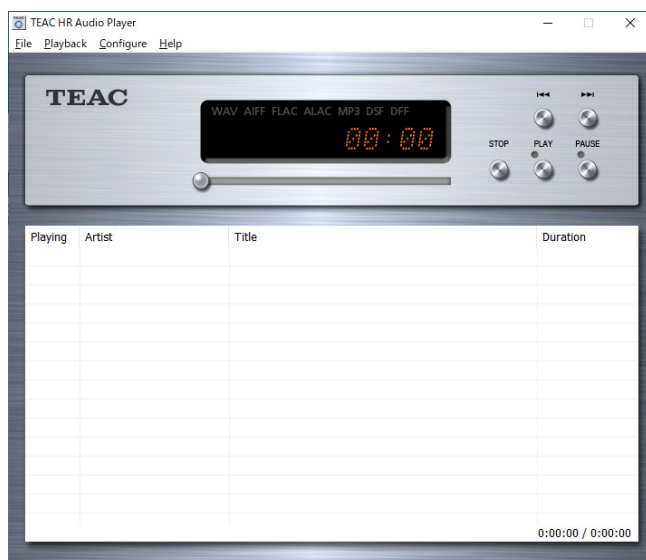 TEAC HR Audio Player
File Playback Configure Help
TEAC
WAV AIFF FLAC ALAC MP3 DSF DFF
00:00
STOP PLAY PAUSE
Playing Artist Title Duration
0:00:00 / 0:00:00